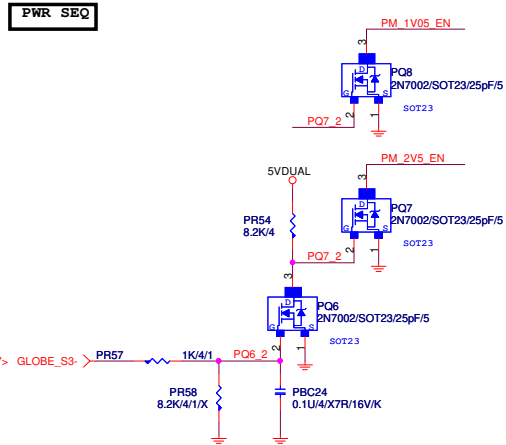 PWR SEQ
PM_1V05_EN
3
D
PQ8
2N7002/SOT23/25pF/5
G
S
SOT23
2
1
PQ7_2
PM_2V5_EN
5VDUAL
3
D
PQ7
2N7002/SOT23/25pF/5
PR54
8.2K/4
G
S
SOT23
2
1
PQ7_2
3
D
PQ6
2N7002/SOT23/25pF/5
G
S
SOT23
2
1
> GLOBE_S3- PR57 1K/4/1 PQ6_2
PR58
8.2K/4/1/X
PBC24
0.1U/4/X7R/16V/K